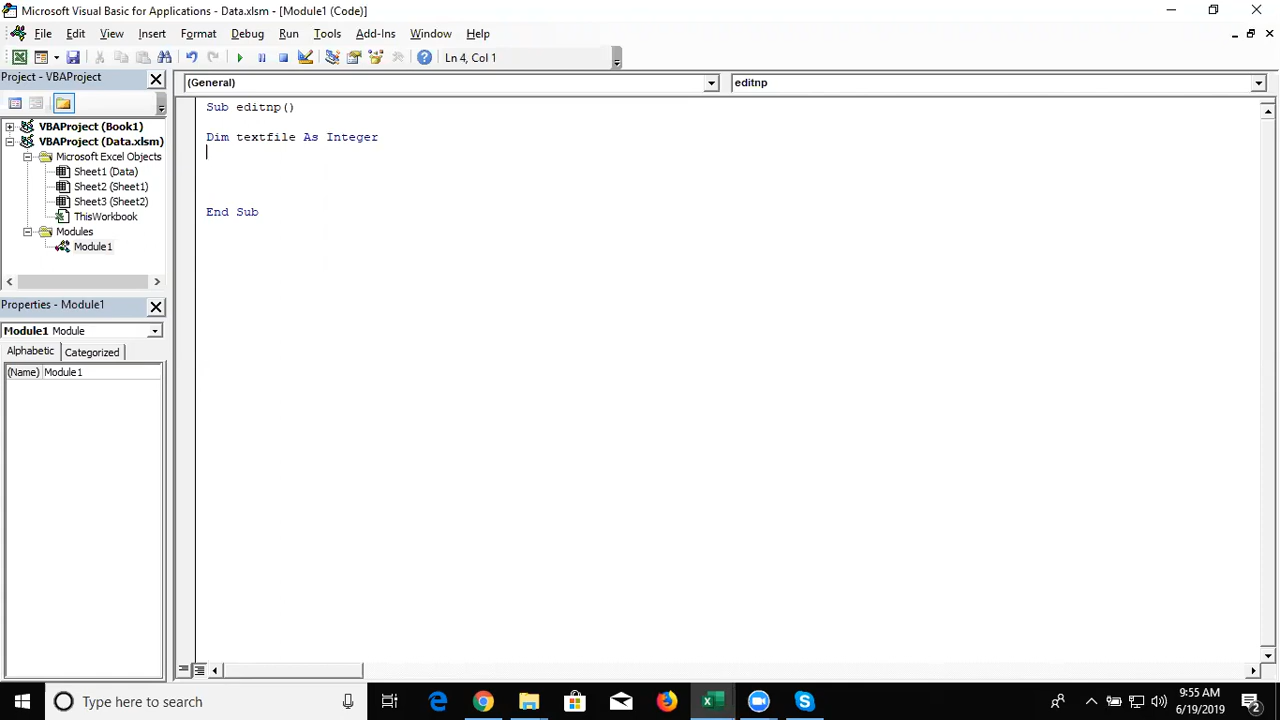 Microsoft Visual Basic for Applications - Data.xlsm - [Module1 (Code)]
File Edit View Insert Format Debug Run Tools Add-Ins Window Help
Ln 4, Col 1
Project - VBAProject
(General)
editnp
VBAProject (Book1)
VBAProject (Data.xlsm)
Microsoft Excel Objects
Sheet1 (Data)
Sheet2 (Sheet1)
Sheet3 (Sheet2)
ThisWorkbook
Modules
Module1
Sub editnp()
Dim textfile As Integer
End Sub
Properties - Module1
Module1 Module
Alphabetic Categorized
(Name) Module1
Type here to search
9:55 AM
6/19/2019
2